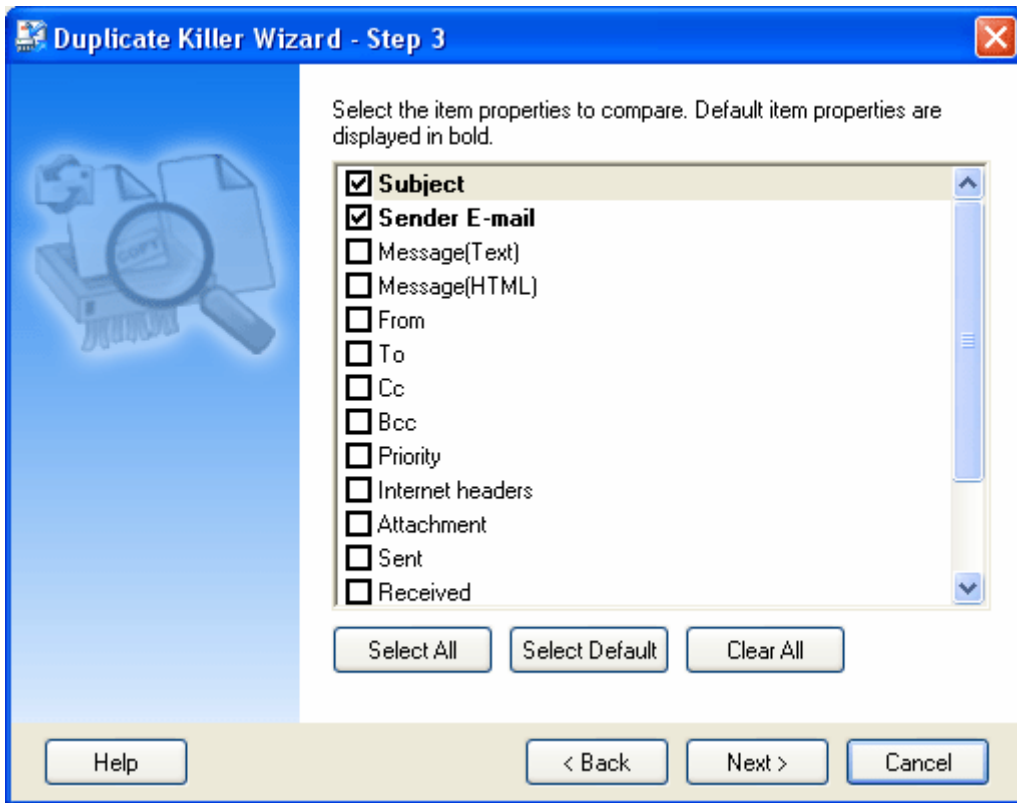 Duplicate Killer Wizard - Step 3
Select the item properties to compare. Default item properties are
displayed in bold.
Subject
Sender E-mail
Message(Text)
Message(HTML)
From
To
Cc
Bcc
Priority
Internet headers
Attachment
Sent
Received
Select All
Select Default
Clear All
Help
< Back
Next >
Cancel
COPY